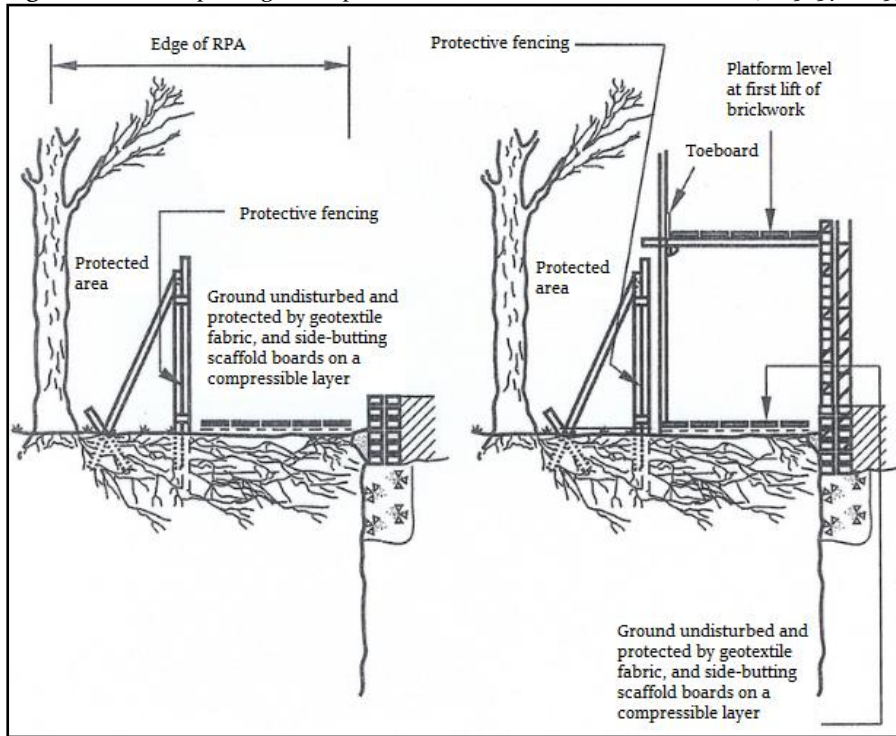 Edge of RPA
Protective fencing
Protected
area
Ground undisturbed and
protected by geotextile
fabric, and side-butting
scaffold boards on a
compressible layer
Protective fencing
Platform level
at first lift of
brickwork
Toeboard
Protected
area
Ground undisturbed and
protected by geotextile
fabric, and side-butting
scaffold boards on a
compressible layer